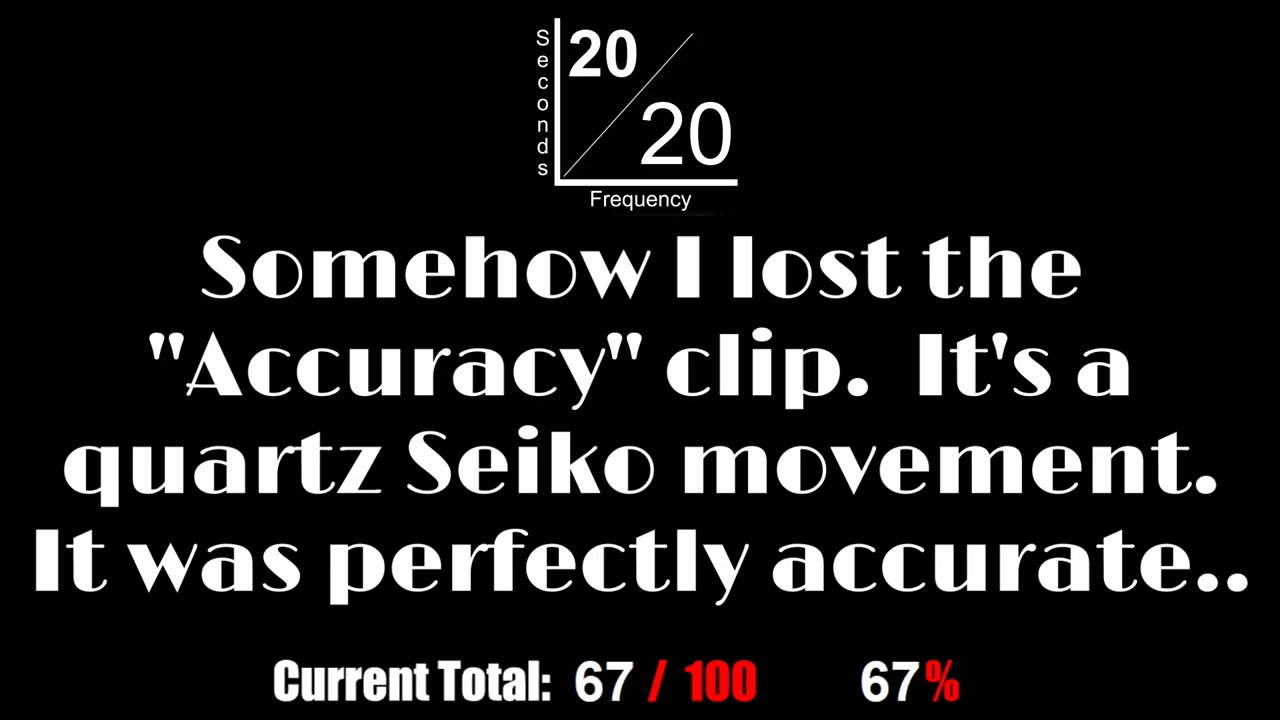 Seconds
20
/
20
Frequency
Somehow I lost the
"Accuracy" clip.  It's a
quartz Seiko movement.
It was perfectly accurate..
Current Total: 67 / 100 67%